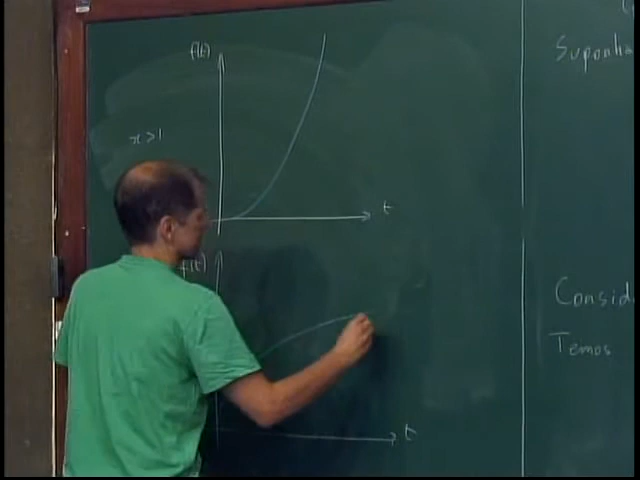 f(t)
x>1
t
f(t)
t
Suponha
Consid
Temos